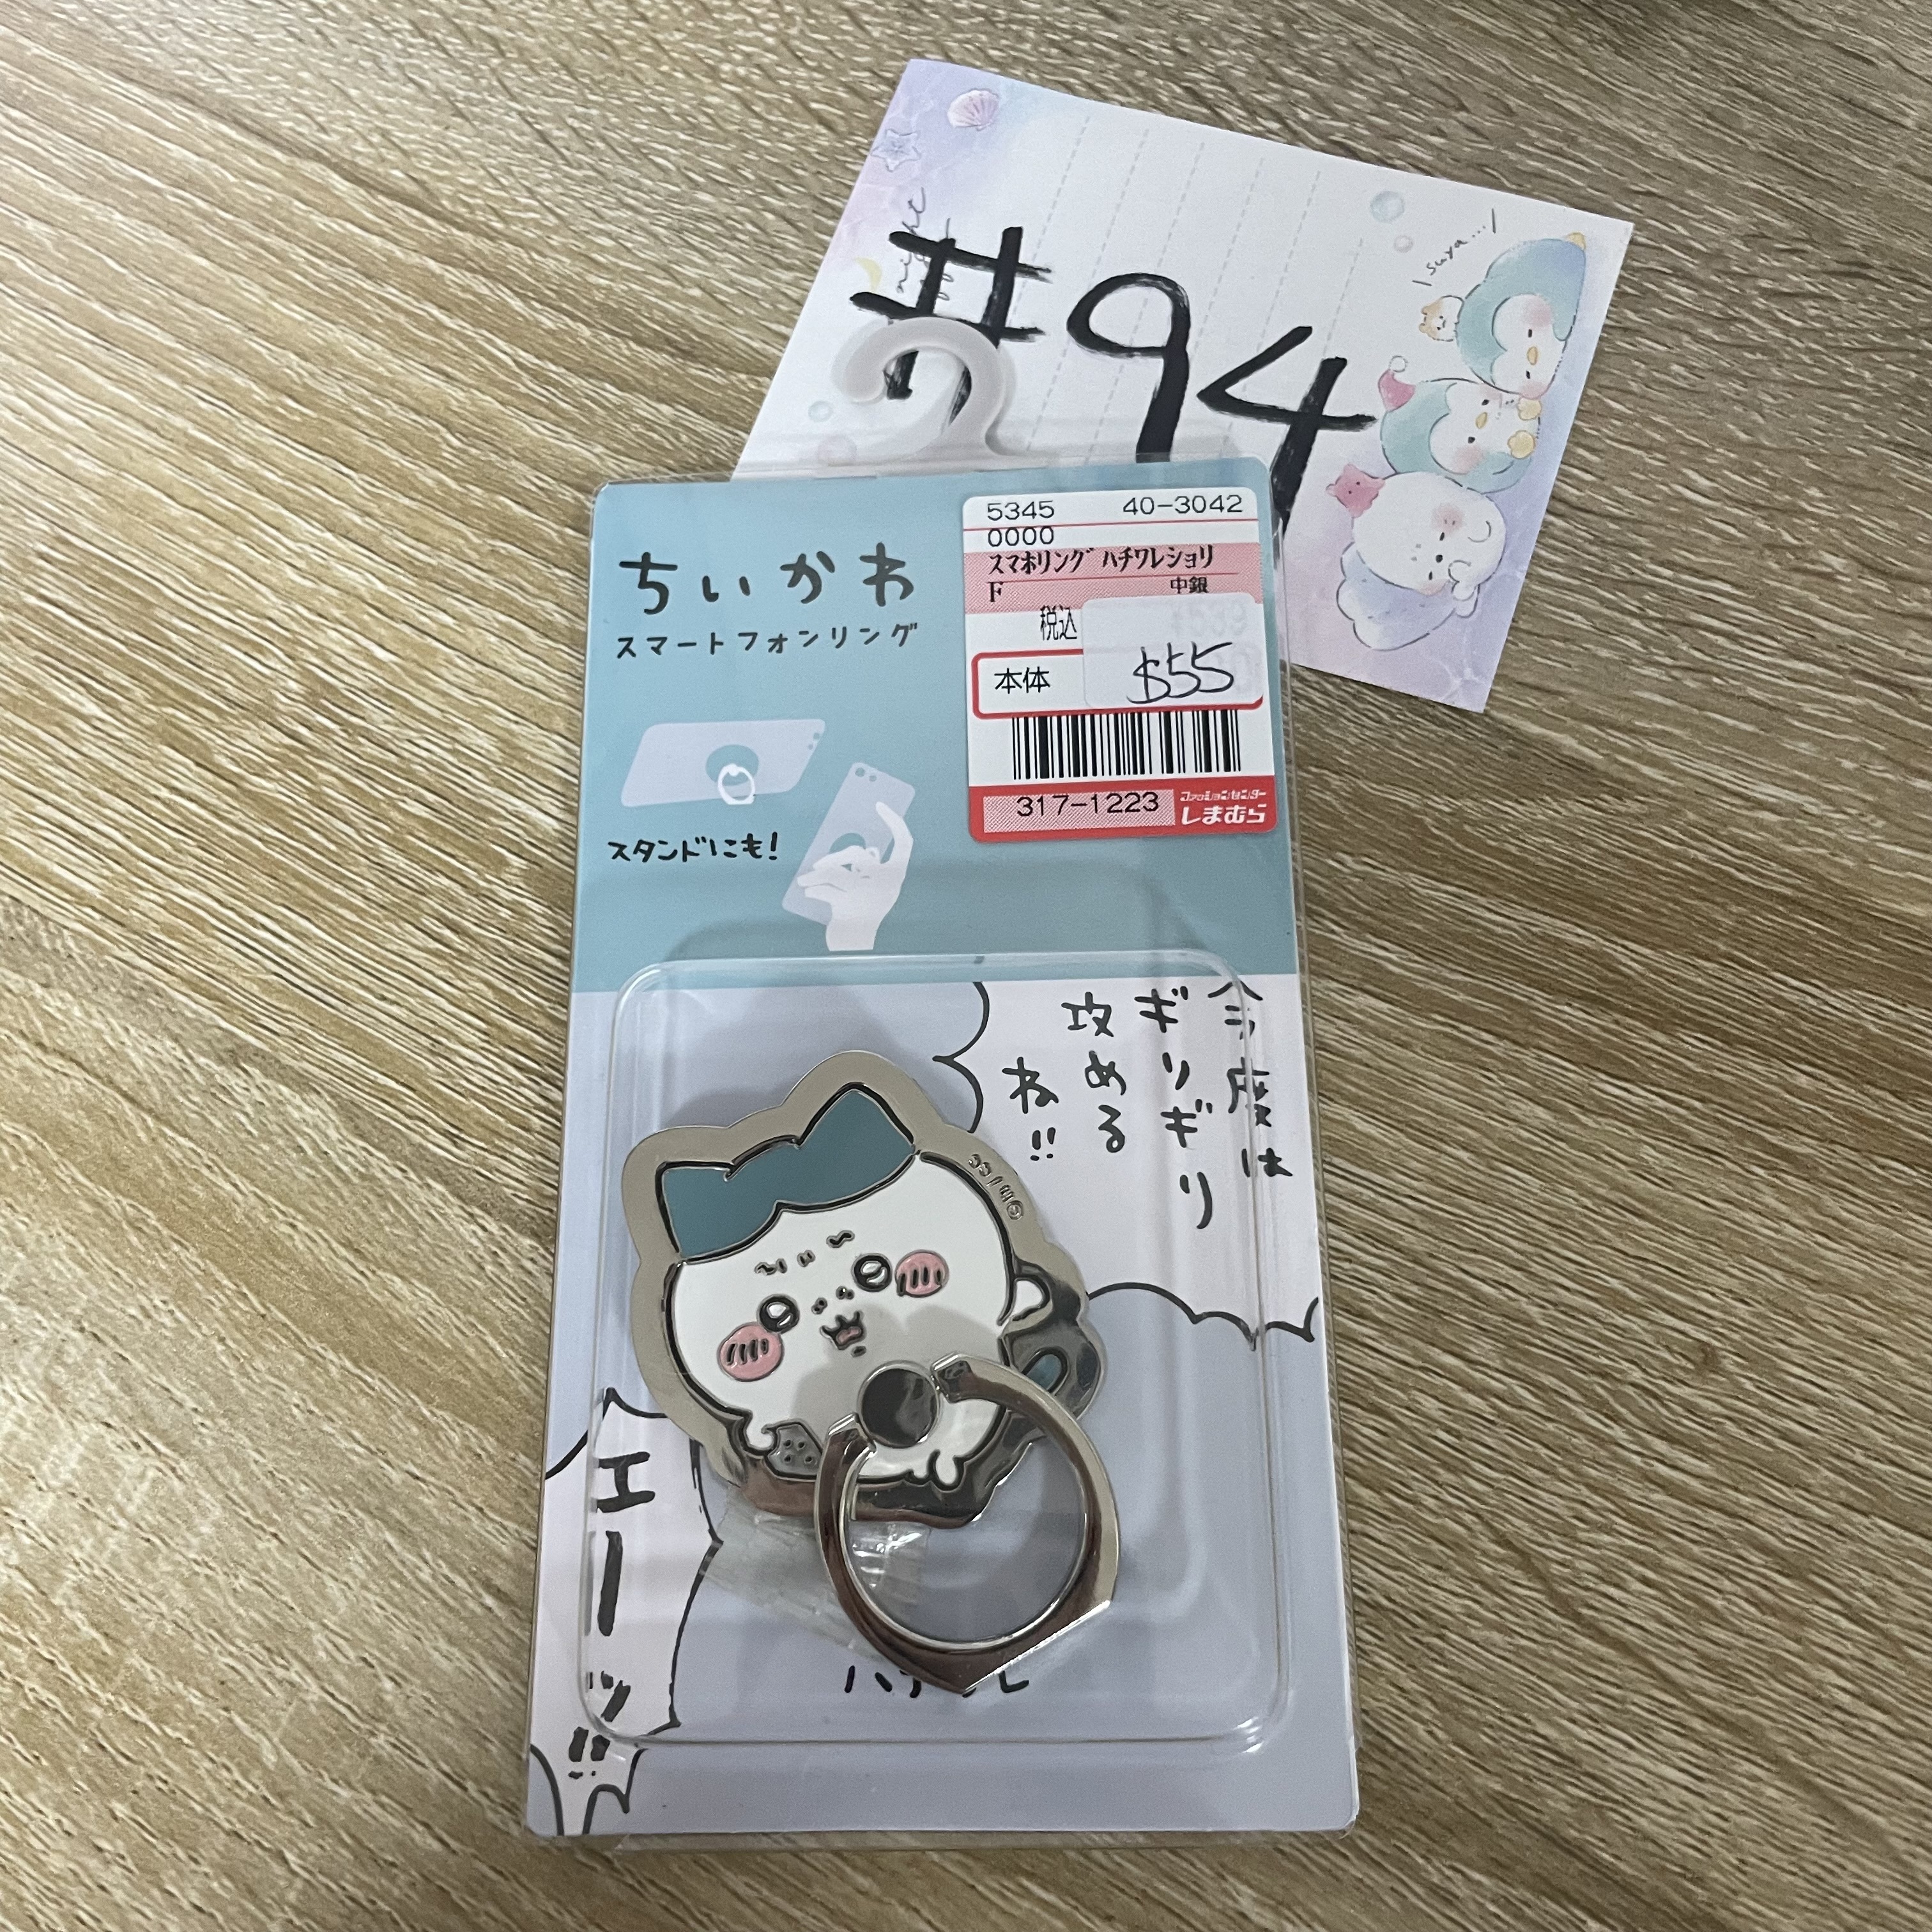 #94
suya...
5345 40-3042
0000
スマホリング ハチワレショリ
F 中銀
税込
本体 $55
317-1223 ファッションセンター
しまむら
ちいかわ
スマートフォンリング
スタンドにも!
今度は
ギリギリ
攻める
ね!!
エーッ!!